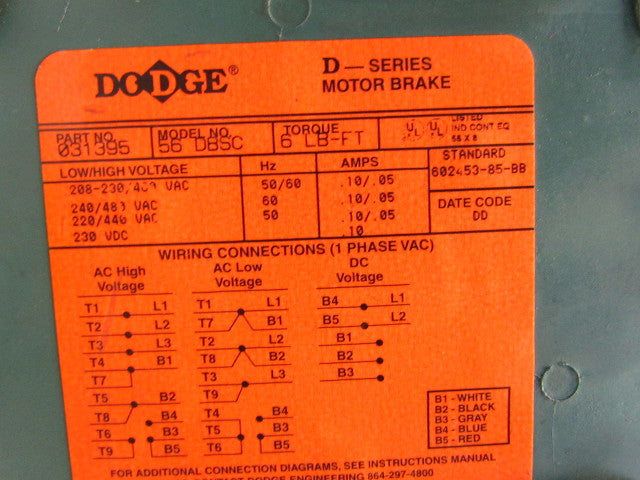 DODGE®
D — SERIES
MOTOR BRAKE
PART NO. MODEL NO. TORQUE
031395 56 DBSC 6 LB-FT
UL UL LISTED
IND CONT EQ
56 X 8
LOW/HIGH VOLTAGE Hz AMPS
208-230/460 VAC 50/60 .10/.05
240/480 VAC 60 .10/.05
220/440 VAC 50 .10/.05
230 VDC .10
STANDARD
602453-85-BB
DATE CODE
DD
WIRING CONNECTIONS (1 PHASE VAC)
AC High Voltage
T1 L1
T2 L2
T3 L3
T4 B1
T7
T5 B2
T8 B4
T6 B3
T9 B5
AC Low Voltage
T1 L1
T7 B1
T2 L2
T8 B2
T3 L3
T9
T4 B4
T5 B3
T6 B5
DC Voltage
B4 L1
B5 L2
B1
B2
B3
B1 - WHITE
B2 - BLACK
B3 - GRAY
B4 - BLUE
B5 - RED
FOR ADDITIONAL CONNECTION DIAGRAMS, SEE INSTRUCTIONS MANUAL
CONTACT DODGE ENGINEERING 864-297-4800